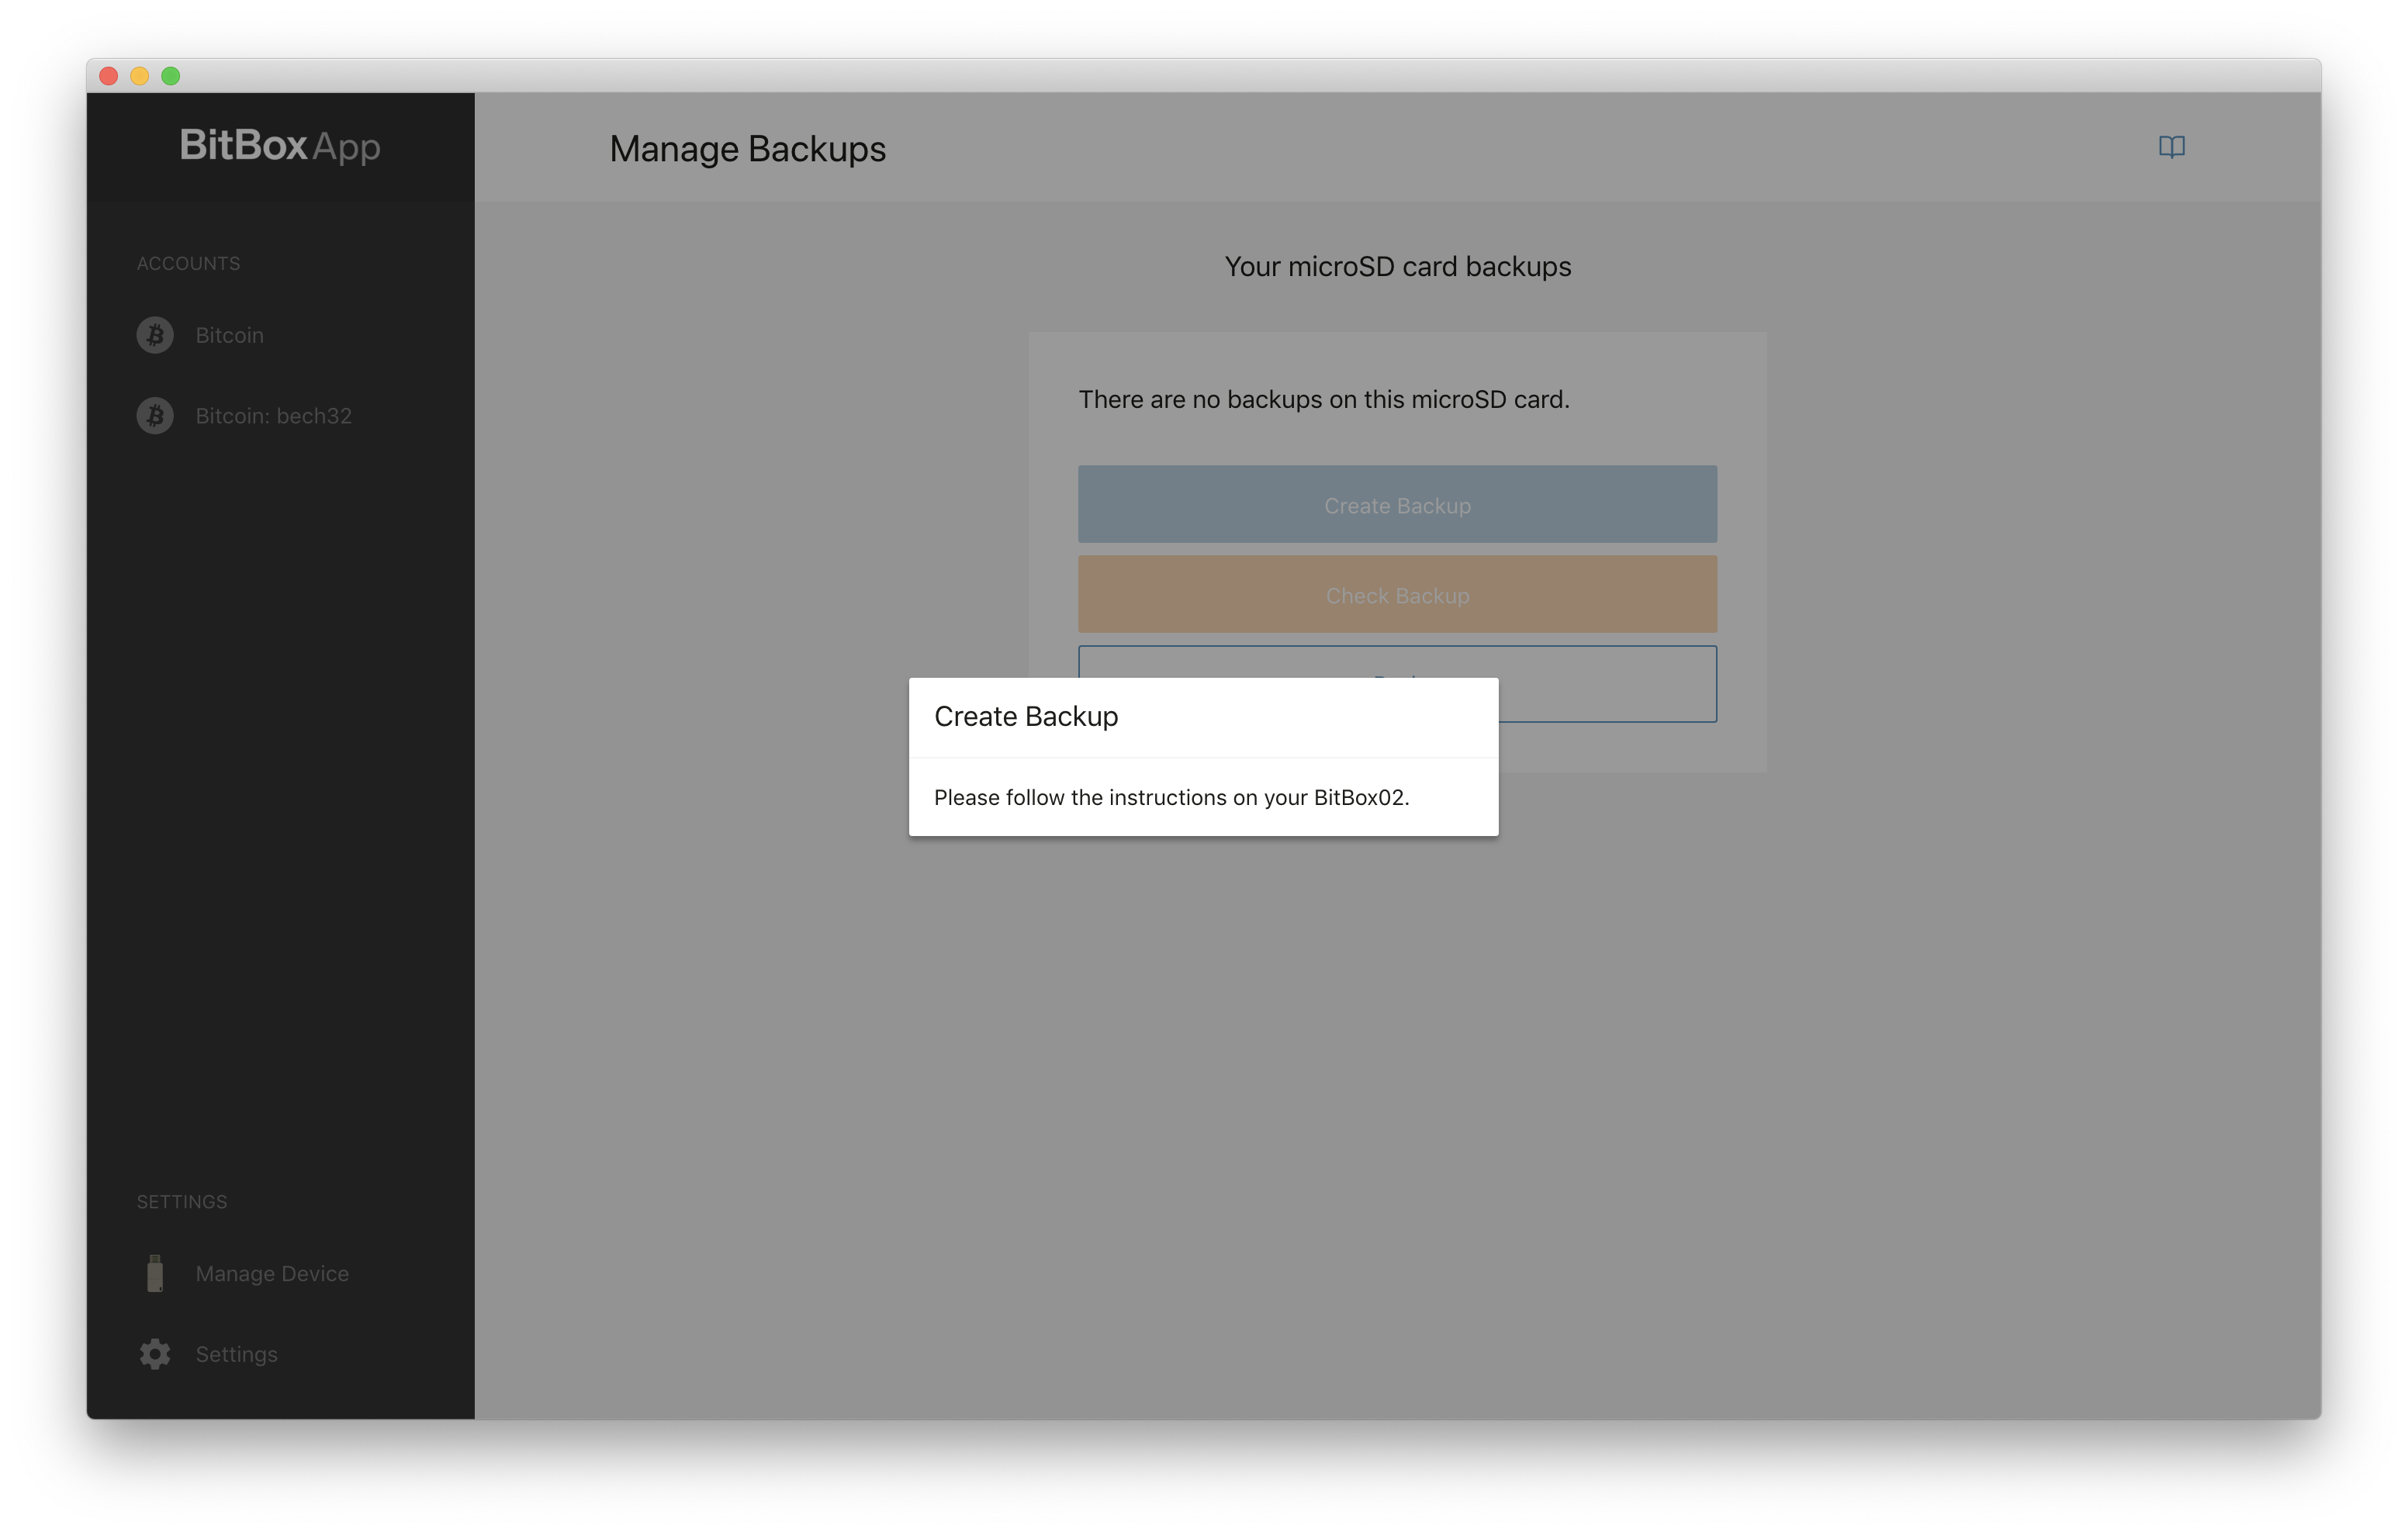 BitBoxApp
Manage Backups
ACCOUNTS
Bitcoin
Bitcoin: bech32
Your microSD card backups
There are no backups on this microSD card.
Create Backup
Check Backup
Create Backup
Please follow the instructions on your BitBox02.
SETTINGS
Manage Device
Settings